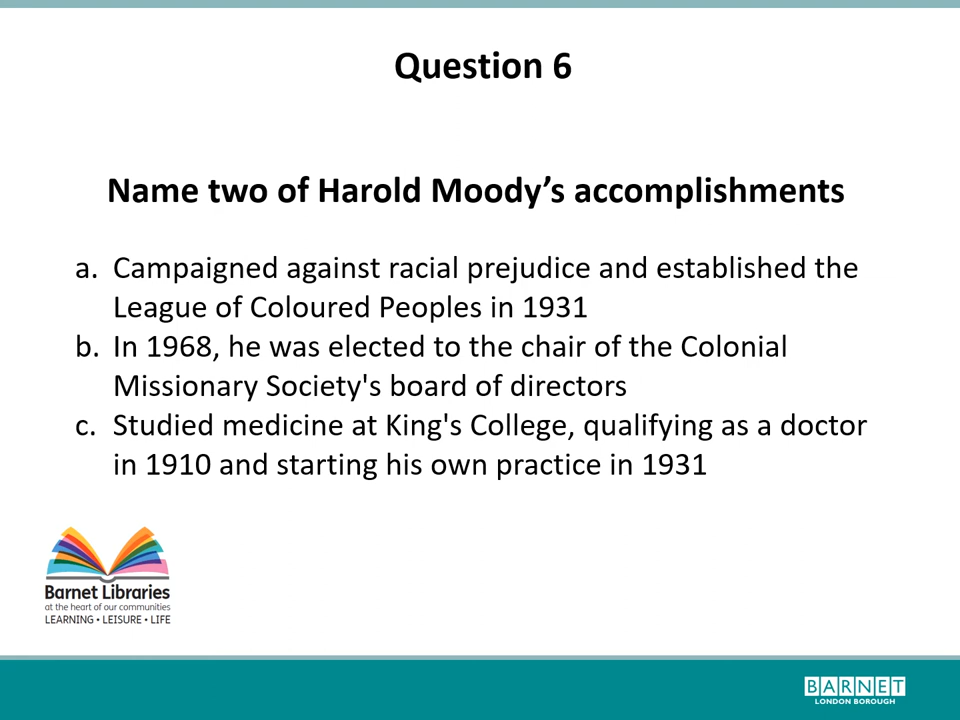 Question 6
Name two of Harold Moody’s accomplishments
a. Campaigned against racial prejudice and established the
League of Coloured Peoples in 1931
b. In 1968, he was elected to the chair of the Colonial
Missionary Society's board of directors
c. Studied medicine at King's College, qualifying as a doctor
in 1910 and starting his own practice in 1931
Barnet Libraries
at the heart of our communities
LEARNING • LEISURE • LIFE
BARNET
LONDON BOROUGH